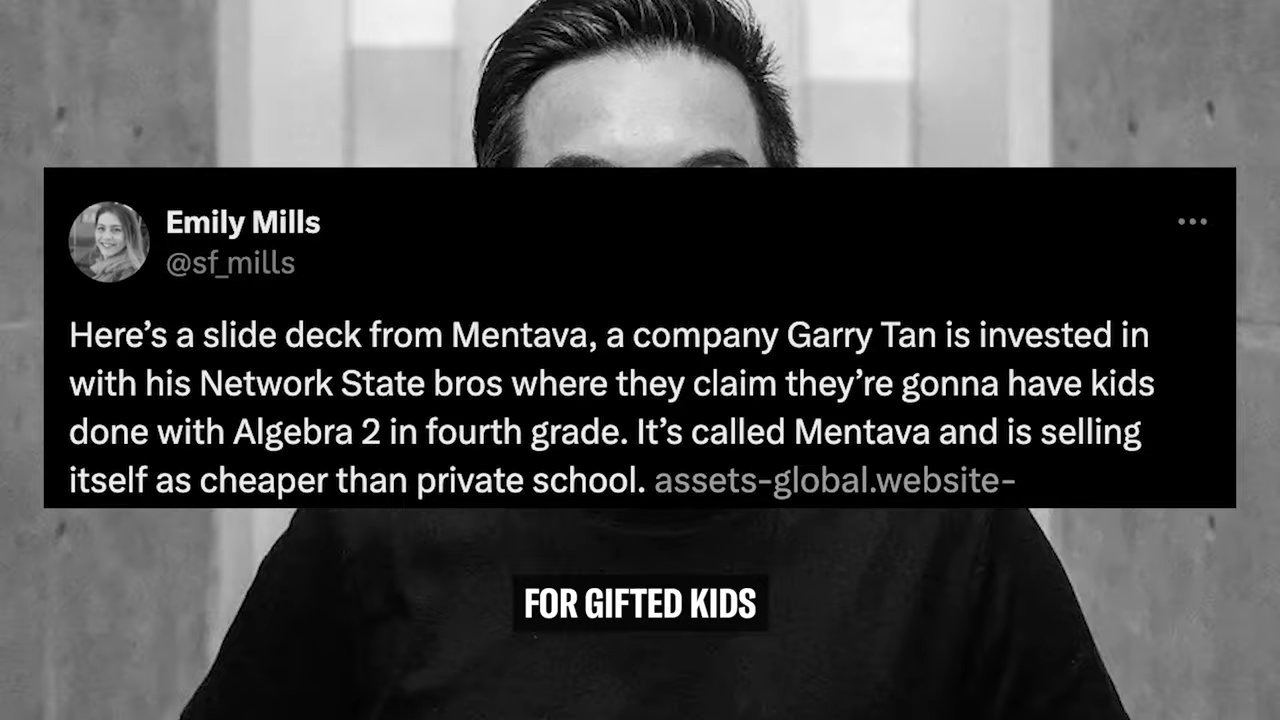 Emily Mills
@sf_mills
Here’s a slide deck from Mentava, a company Garry Tan is invested in
with his Network State bros where they claim they’re gonna have kids
done with Algebra 2 in fourth grade. It’s called Mentava and is selling
itself as cheaper than private school. assets-global.website-
FOR GIFTED KIDS